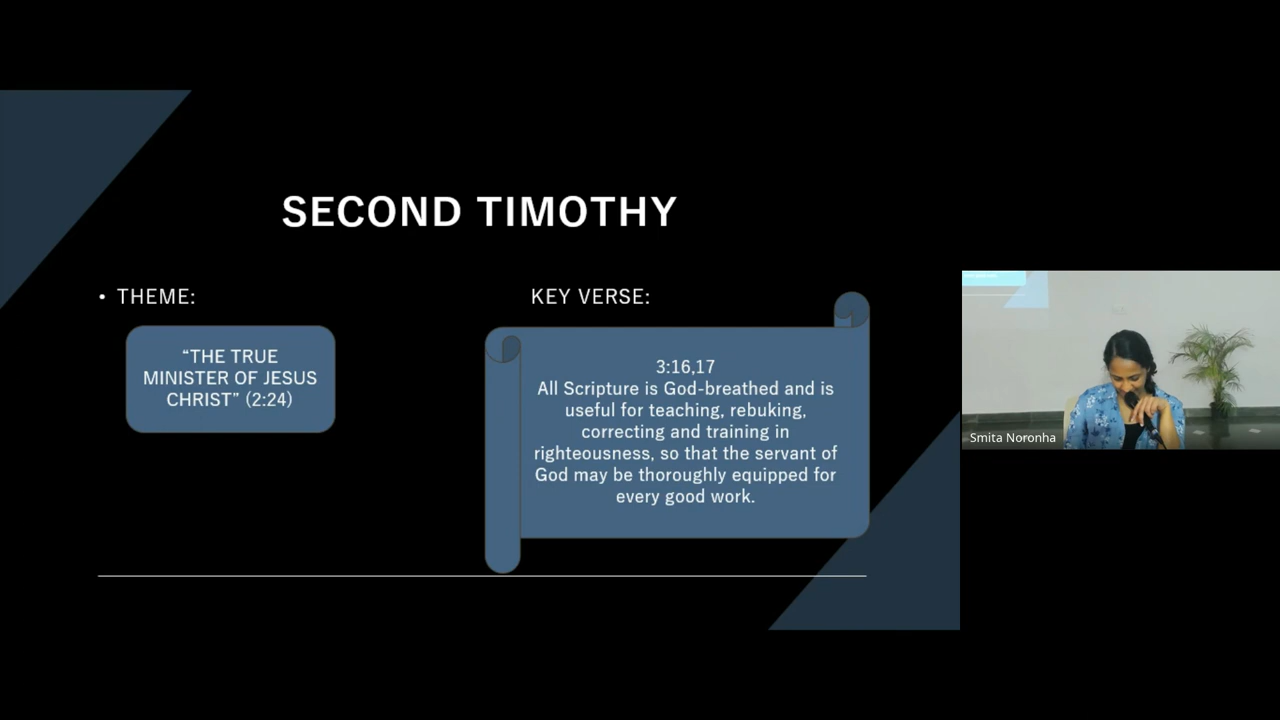 SECOND TIMOTHY
• THEME:
“THE TRUE
MINISTER OF JESUS
CHRIST” (2:24)
KEY VERSE:
3:16,17
All Scripture is God-breathed and is
useful for teaching, rebuking,
correcting and training in
righteousness, so that the servant of
God may be thoroughly equipped for
every good work.
Smita Noronha